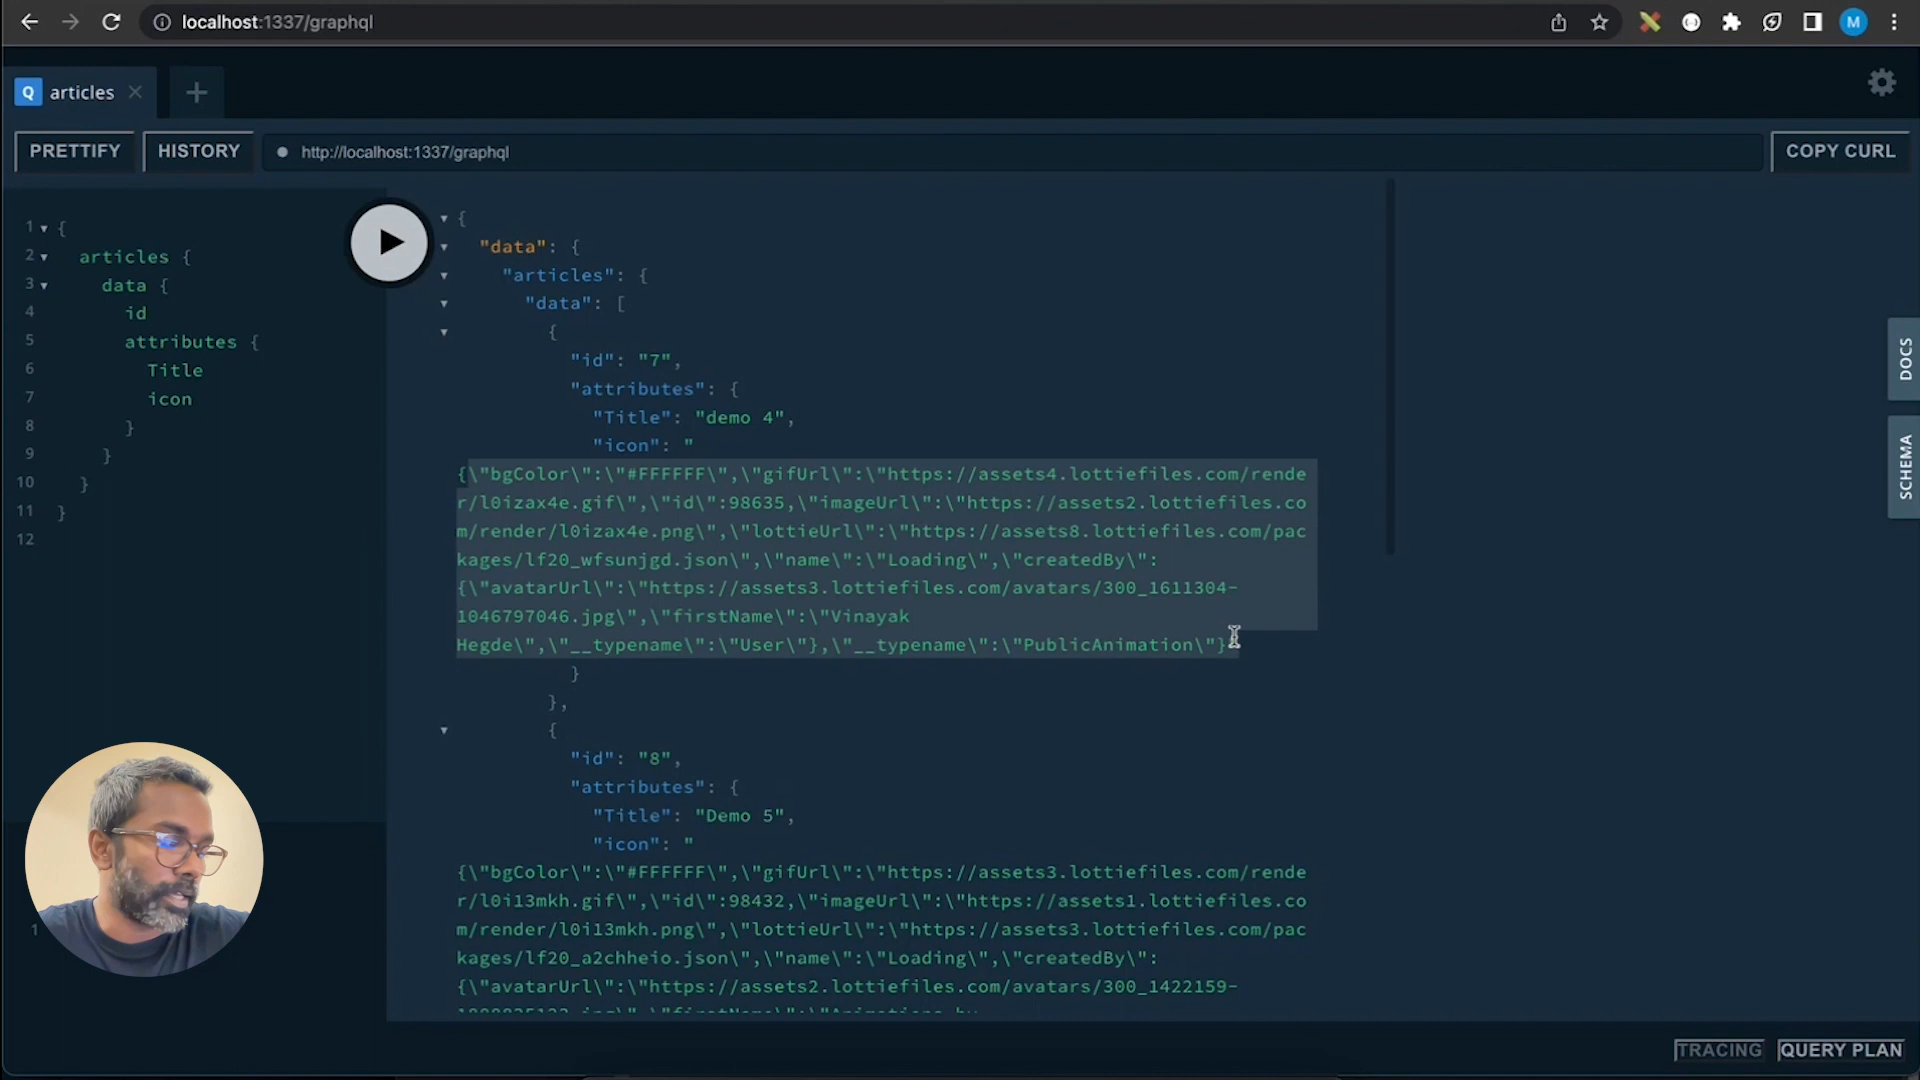 localhost:1337/graphql
M
Q articles
PRETTIFY
HISTORY
http://localhost:1337/graphql
COPY CURL
1 {
2 articles {
3 data {
4 id
5 attributes {
6 Title
7 icon
8 }
9 }
10 }
11 }
12
{
"data": {
"articles": {
"data": [
{
"id": "7",
"attributes": {
"Title": "demo 4",
"icon": "
{\"bgColor\":\"#FFFFFF\",\"gifUrl\":\"https://assets4.lottiefiles.com/rende
r/l0izax4e.gif\",\"id\":98635,\"imageUrl\":\"https://assets2.lottiefiles.co
m/render/l0izax4e.png\",\"lottieUrl\":\"https://assets8.lottiefiles.com/pac
kages/lf20_wfsunjgd.json\",\"name\":\"Loading\",\"createdBy\":
{\"avatarUrl\":\"https://assets3.lottiefiles.com/avatars/300_1611304-
1046797046.jpg\",\"firstName\":\"Vinayak
Hegde\",\"__typename\":\"User\"},\"__typename\":\"PublicAnimation\"}
}
},
{
"id": "8",
"attributes": {
"Title": "Demo 5",
"icon": "
{\"bgColor\":\"#FFFFFF\",\"gifUrl\":\"https://assets3.lottiefiles.com/rende
r/l0i13mkh.gif\",\"id\":98432,\"imageUrl\":\"https://assets1.lottiefiles.co
m/render/l0i13mkh.png\",\"lottieUrl\":\"https://assets3.lottiefiles.com/pac
kages/lf20_a2chheio.json\",\"name\":\"Loading\",\"createdBy\":
{\"avatarUrl\":\"https://assets2.lottiefiles.com/avatars/300_1422159-
DOCS
SCHEMA
1
TRACING
QUERY PLAN